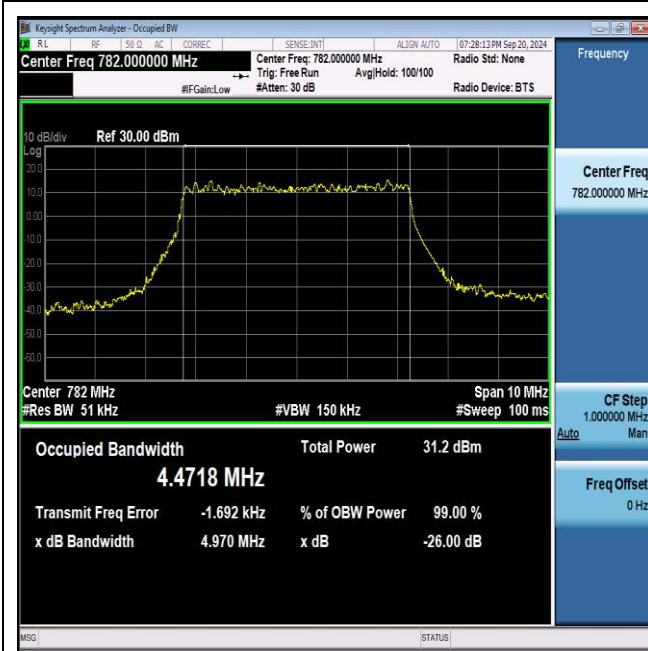 Keysight Spectrum Analyzer - Occupied BW
RL RF 50 Ω AC CORREC SENSE:INT ALIGN AUTO 07:28:13 PM Sep 20, 2024
Center Freq 782.000000 MHz Center Freq: 782.000000 MHz Radio Std: None
Trig: Free Run Avg|Hold: 100/100
#IFGain:Low #Atten: 30 dB Radio Device: BTS
10 dB/div Ref 30.00 dBm
Log
20.0
10.0
0.00
-10.0
-20.0
-30.0
-40.0
-50.0
-60.0
Center 782 MHz Span 10 MHz
#Res BW 51 kHz #VBW 150 kHz #Sweep 100 ms
Occupied Bandwidth Total Power 31.2 dBm
4.4718 MHz
Transmit Freq Error -1.692 kHz % of OBW Power 99.00 %
x dB Bandwidth 4.970 MHz x dB -26.00 dB
MSG STATUS
Frequency
Center Freq
782.000000 MHz
CF Step
1.000000 MHz
Auto Man
Freq Offset
0 Hz